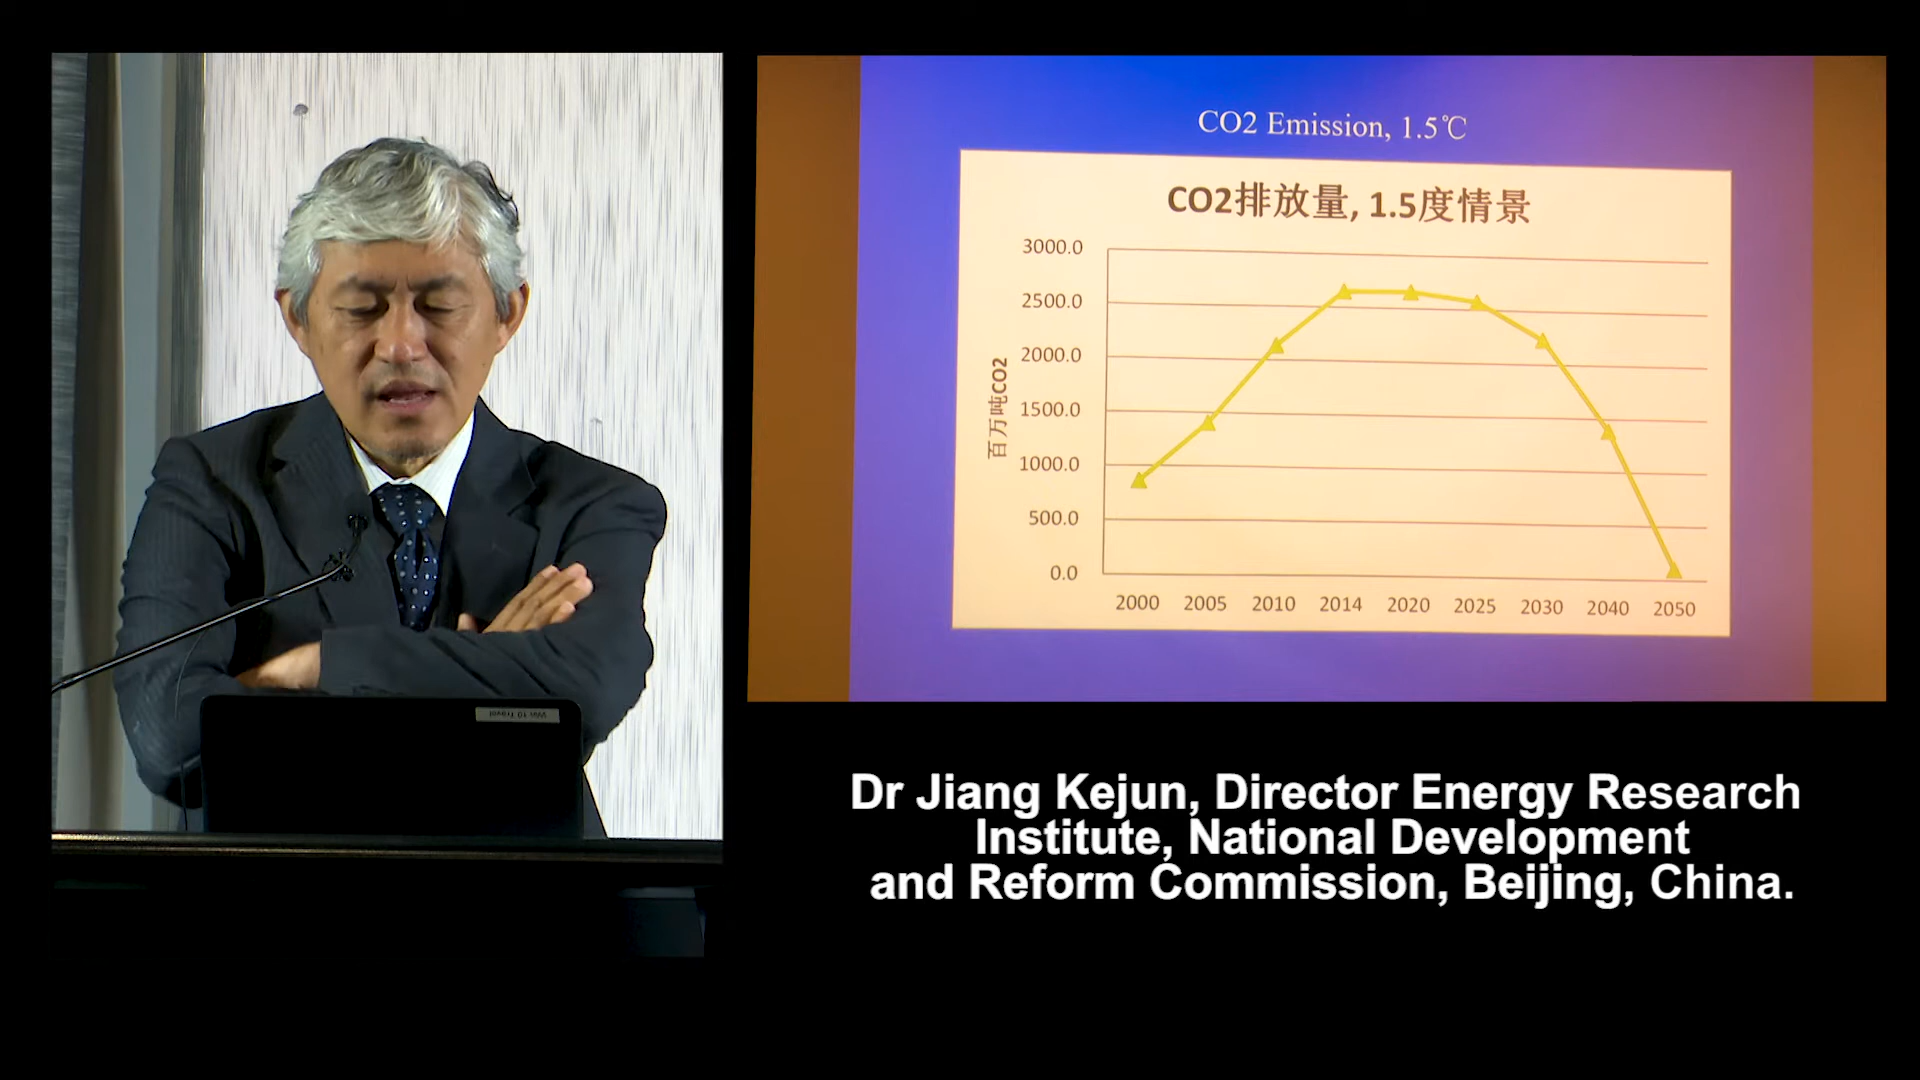 CO2 Emission, 1.5℃
CO2排放量, 1.5度情景
百万吨CO2
3000.0
2500.0
2000.0
1500.0
1000.0
500.0
0.0
2000 2005 2010 2014 2020 2025 2030 2040 2050
Win 10 Travel
Dr Jiang Kejun, Director Energy Research
Institute, National Development
and Reform Commission, Beijing, China.